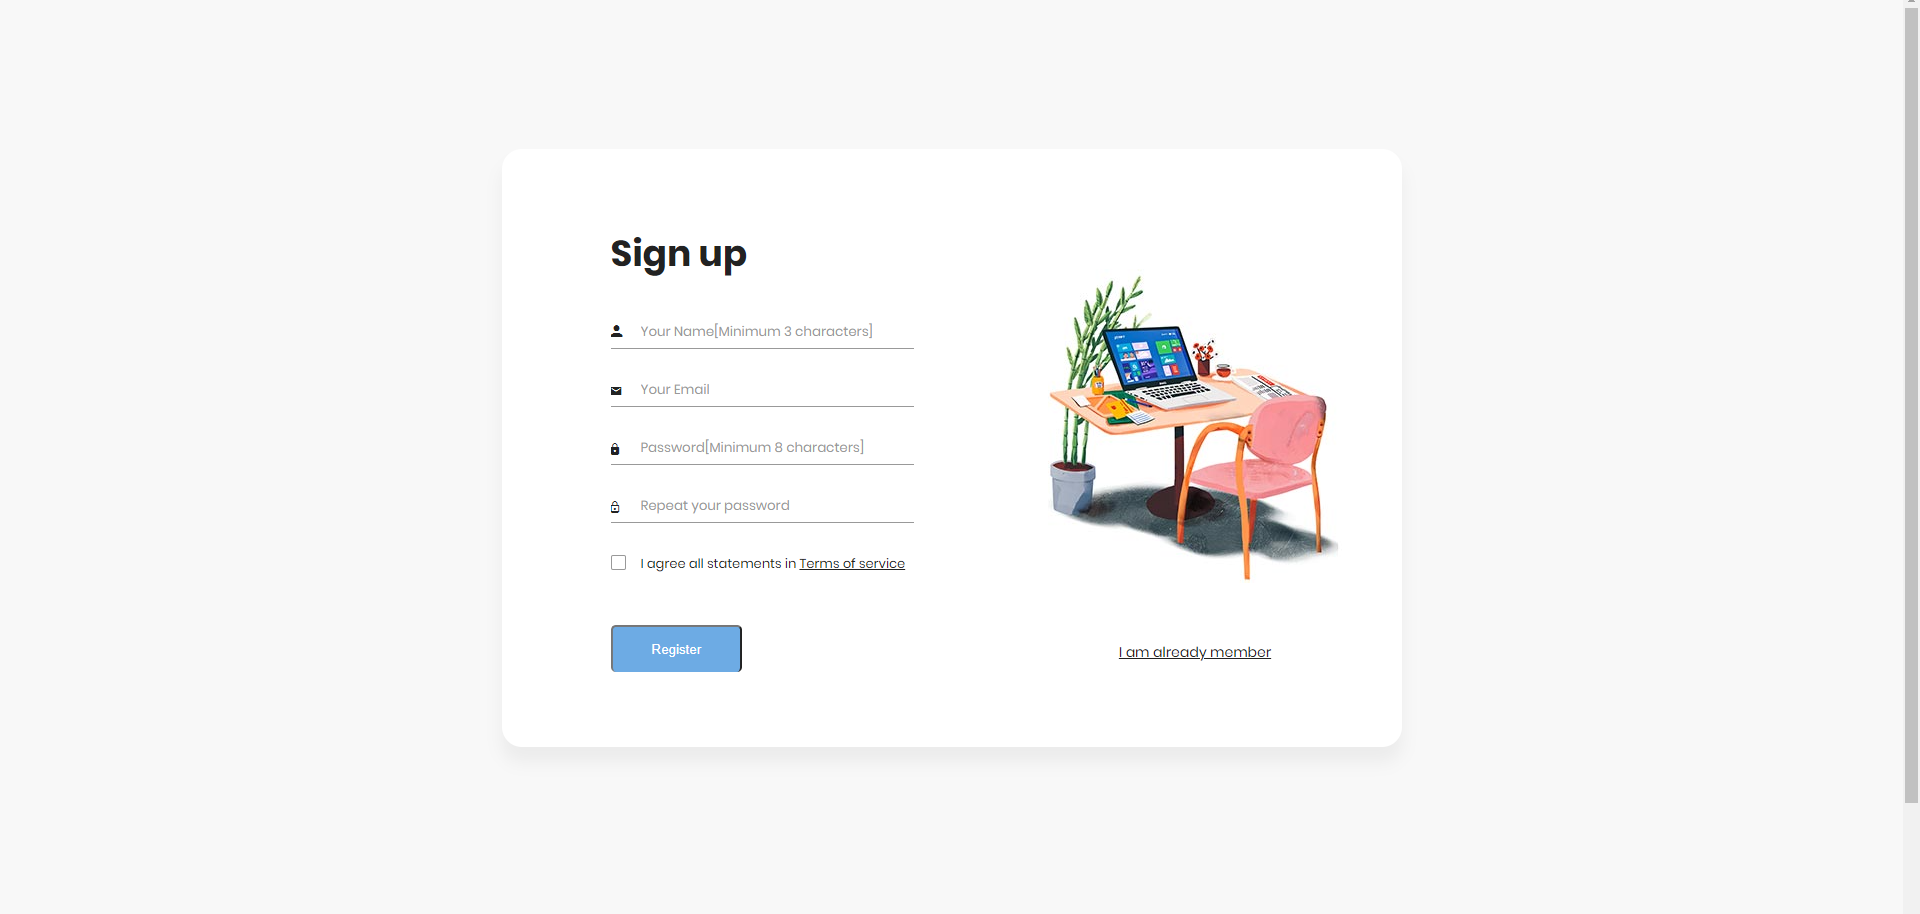 Sign up
Your Name[Minimum 3 characters]
Your Email
Password[Minimum 8 characters]
Repeat your password
I agree all statements in Terms of service
Register
I am already member